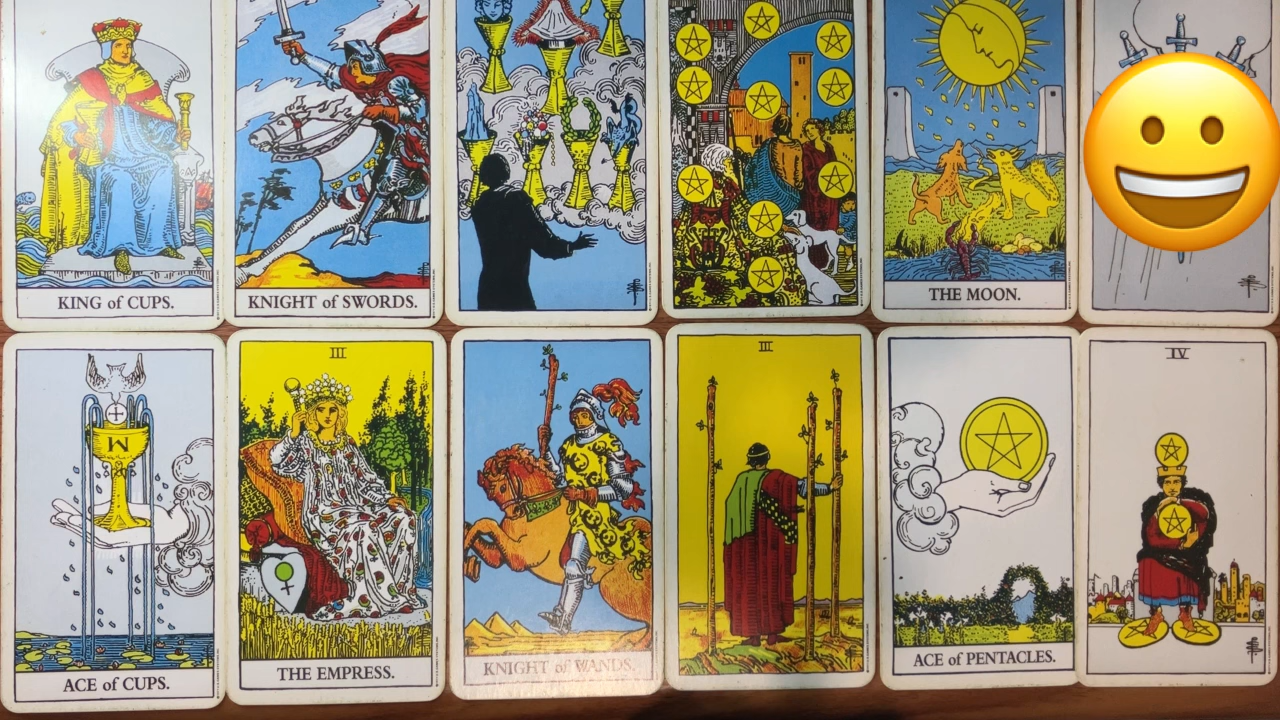 KING of CUPS.
KNIGHT of SWORDS.
THE MOON.
III
III
IV
ACE of CUPS.
THE EMPRESS.
KNIGHT of WANDS.
ACE of PENTACLES.